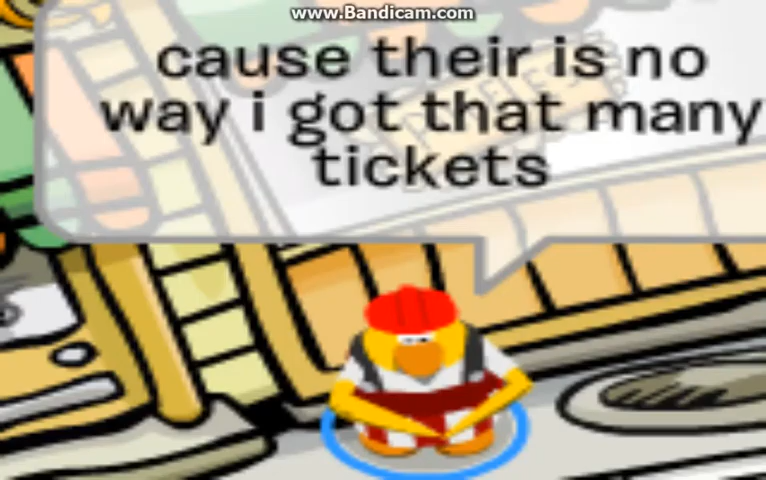 www.Bandicam.com
cause their is no
way i got that many
tickets